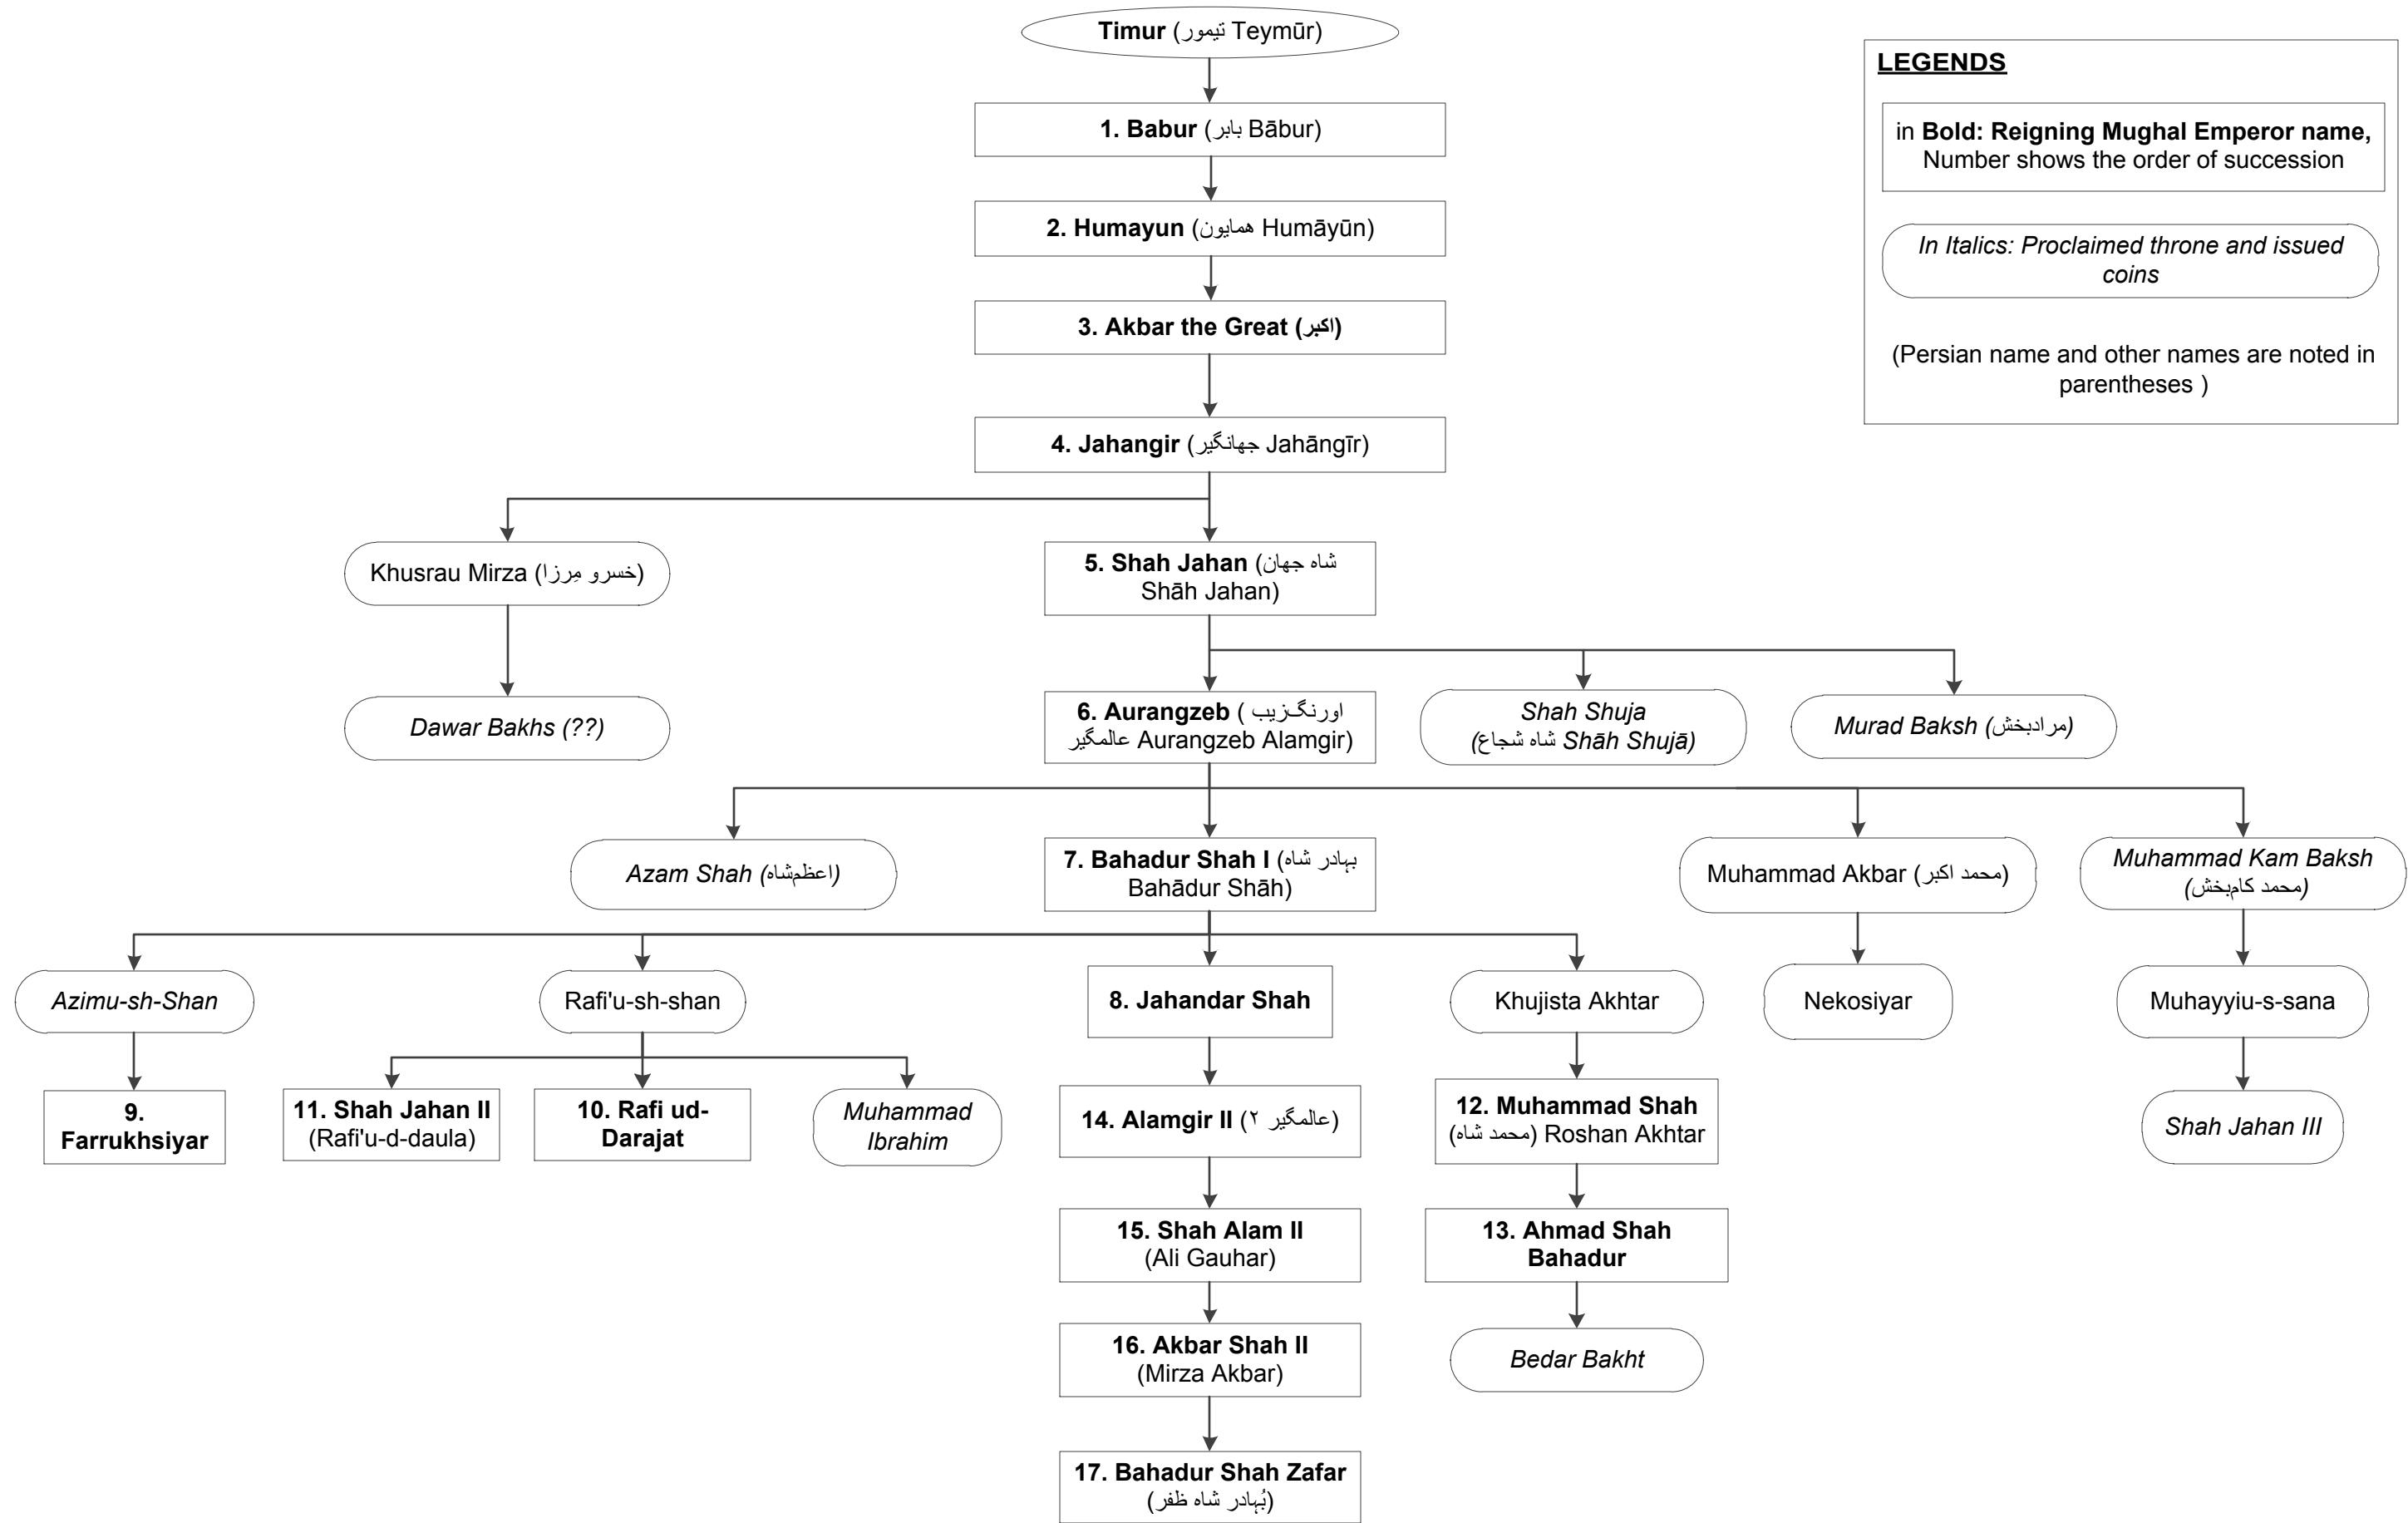 Timur (تیمور Teymūr)
LEGENDS
1. Babur (بابر Bābur)
in Bold: Reigning Mughal Emperor name,
Number shows the order of succession
2. Humayun (همایون Humāyūn)
In Italics: Proclaimed throne and issued
coins
3. Akbar the Great (اکبر)
(Persian name and other names are noted in
parentheses )
4. Jahangir (جهانگیر Jahāngīr)
Khusrau Mirza (خسرو مِرزا)
5. Shah Jahan (شاه جهان
Shāh Jahan)
Dawar Bakhs (??)
6. Aurangzeb ( اورنگـزیب
عالمگیر Aurangzeb Alamgir)
Shah Shuja
(شاه شجاع Shāh Shujā)
Murad Baksh (مرادبخش)
Azam Shah (اعظم‌شاه)
7. Bahadur Shah I (بہادر شاه
Bahādur Shāh)
Muhammad Akbar (محمد اکبر)
Muhammad Kam Baksh
(محمد کام‌بخش)
Azimu-sh-Shan
Rafi'u-sh-shan
8. Jahandar Shah
Khujista Akhtar
Nekosiyar
Muhayyiu-s-sana
9.
Farrukhsiyar
11. Shah Jahan II
(Rafi'u-d-daula)
10. Rafi ud-
Darajat
Muhammad
Ibrahim
14. Alamgir II (عالمگیر ۲)
12. Muhammad Shah
(محمد شاه) Roshan Akhtar
Shah Jahan III
15. Shah Alam II
(Ali Gauhar)
13. Ahmad Shah
Bahadur
16. Akbar Shah II
(Mirza Akbar)
Bedar Bakht
17. Bahadur Shah Zafar
(بُہادر شاه ظفر)